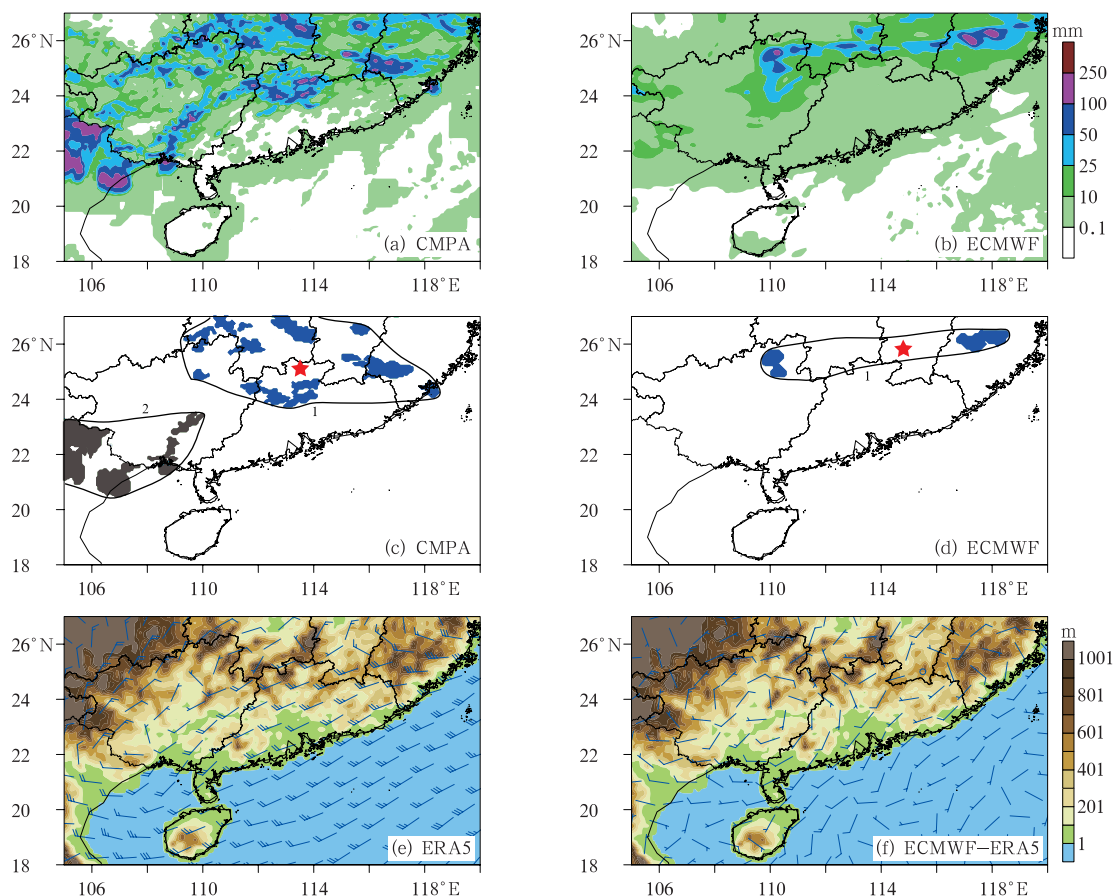 26°N
24
22
20
18
(a) CMPA
106
110
114
118°E
26°N
24
22
20
18
(b) ECMWF
106
110
114
118°E
mm
250
100
50
25
10
0.1
26°N
24
22
20
18
1
2
(c) CMPA
106
110
114
118°E
26°N
24
22
20
18
1
(d) ECMWF
106
110
114
118°E
26°N
24
22
20
18
(e) ERA5
106
110
114
118°E
26°N
24
22
20
18
(f) ECMWF−ERA5
106
110
114
118°E
m
1001
801
601
401
201
1